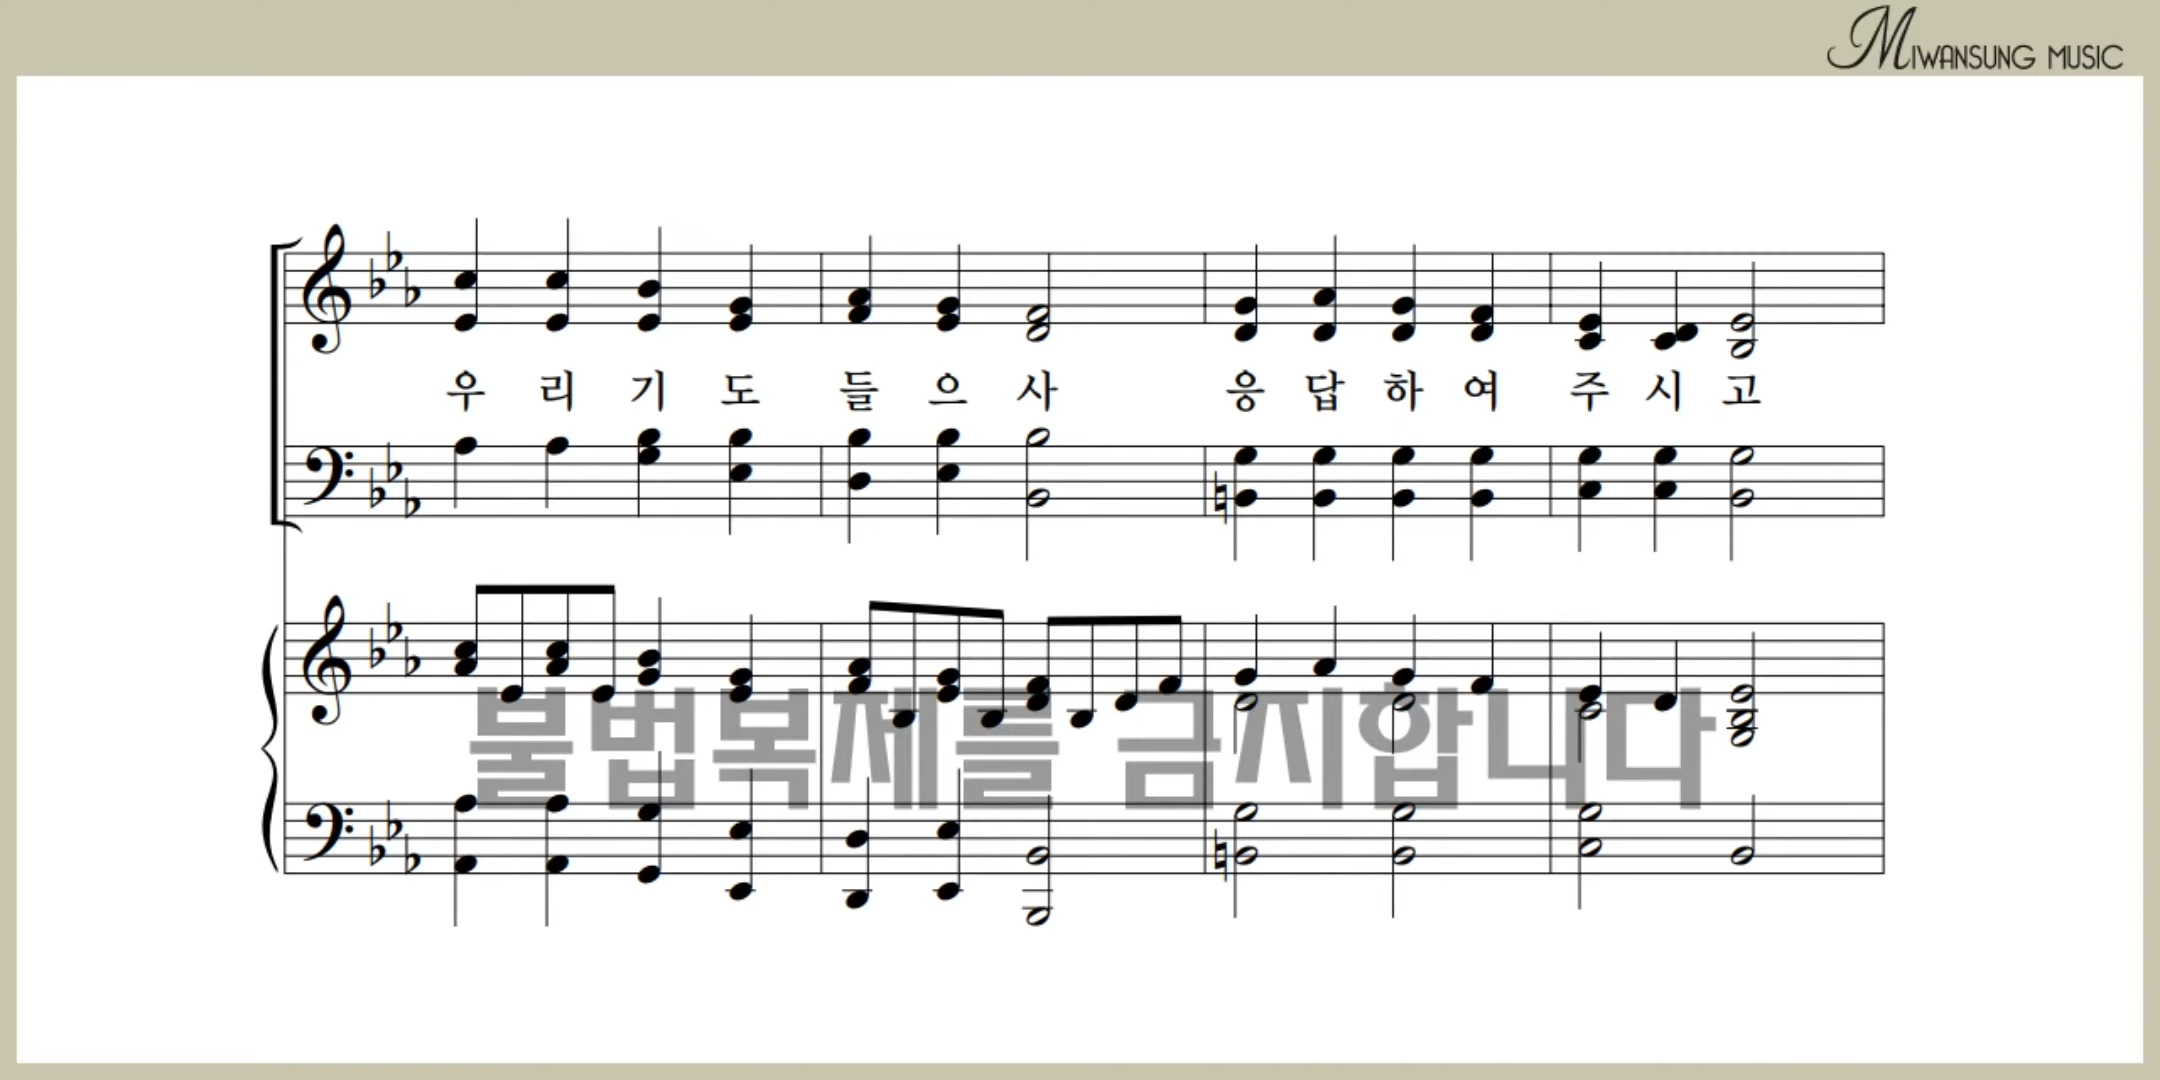 MIWANSUNG MUSIC
우 리 기 도 들 으 사 응 답 하 여 주 시 고
불법복제를 금지합니다